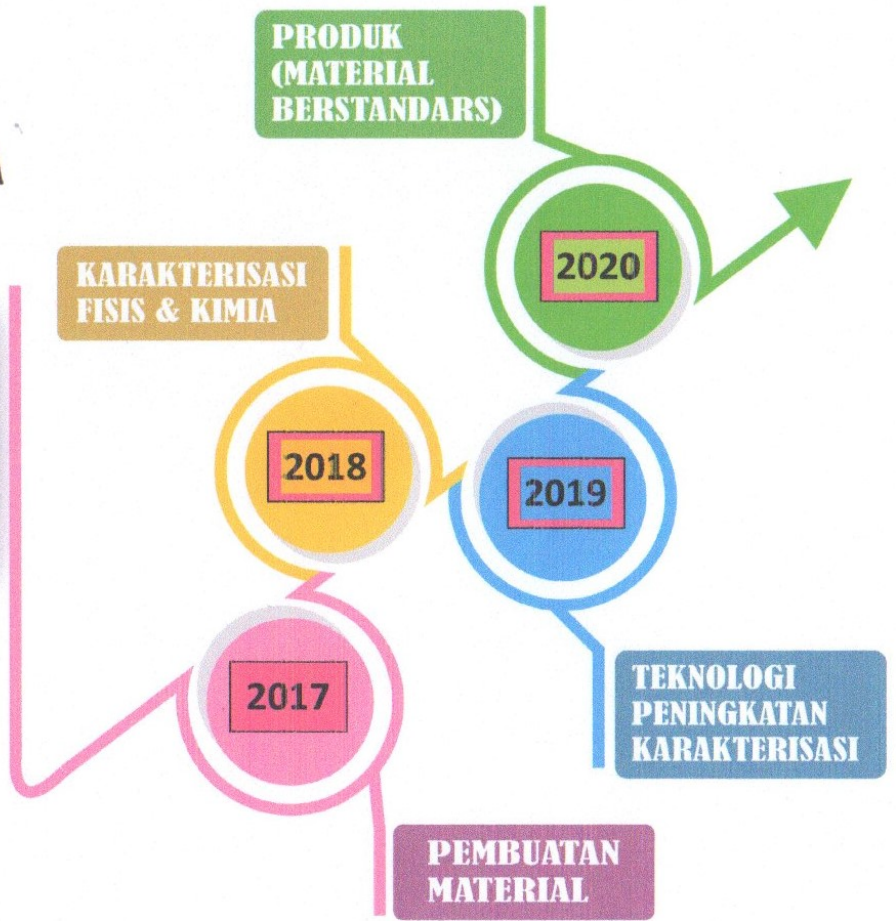 PRODUK
(MATERIAL
BERSTANDARS)
2020
KARAKTERISASI
FISIS & KIMIA
2018
2019
2017
TEKNOLOGI
PENINGKATAN
KARAKTERISASI
PEMBUATAN
MATERIAL